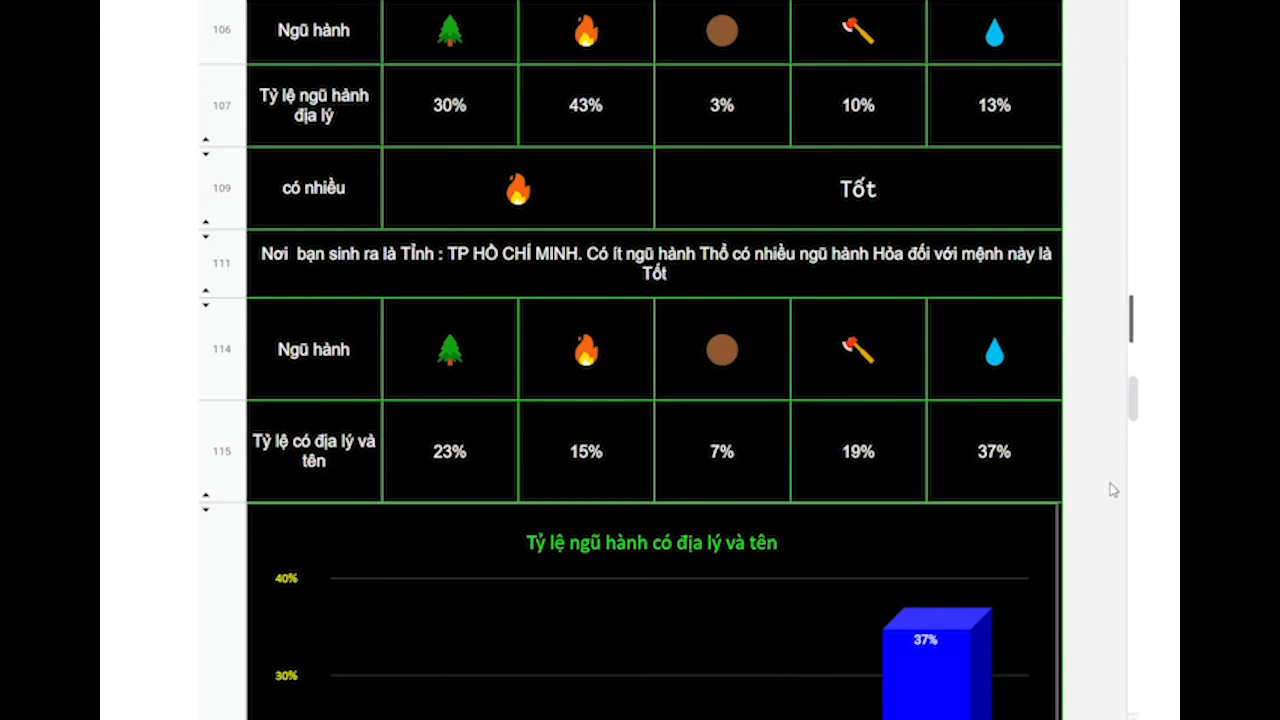 106 Ngũ hành
107 Tỷ lệ ngũ hành địa lý 30% 43% 3% 10% 13%
109 có nhiều Tốt
111 Nơi bạn sinh ra là Tỉnh : TP HỒ CHÍ MINH. Có ít ngũ hành Thổ có nhiều ngũ hành Hỏa đối với mệnh này là
Tốt
114 Ngũ hành
115 Tỷ lệ có địa lý và tên 23% 15% 7% 19% 37%
Tỷ lệ ngũ hành có địa lý và tên
40%
37%
30%